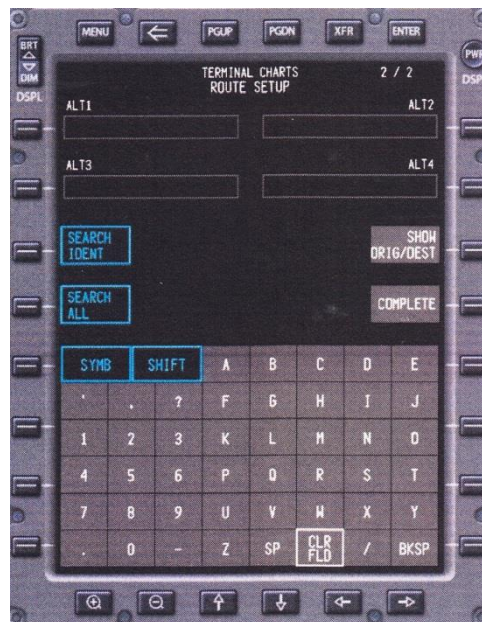 MENU PGUP PGDN XFR ENTER
BRT
DIM
DSPL
PWR
DSP
TERMINAL CHARTS 2 / 2
ROUTE SETUP
ALT1 ALT2
ALT3 ALT4
SEARCH
IDENT
SHOW
ORIG/DEST
SEARCH
ALL
COMPLETE
SYMB SHIFT A B C D E
' , ? F G H I J
1 2 3 K L M N O
4 5 6 P Q R S T
7 8 9 U V W X Y
. 0 - Z SP CLR FLD / BKSP